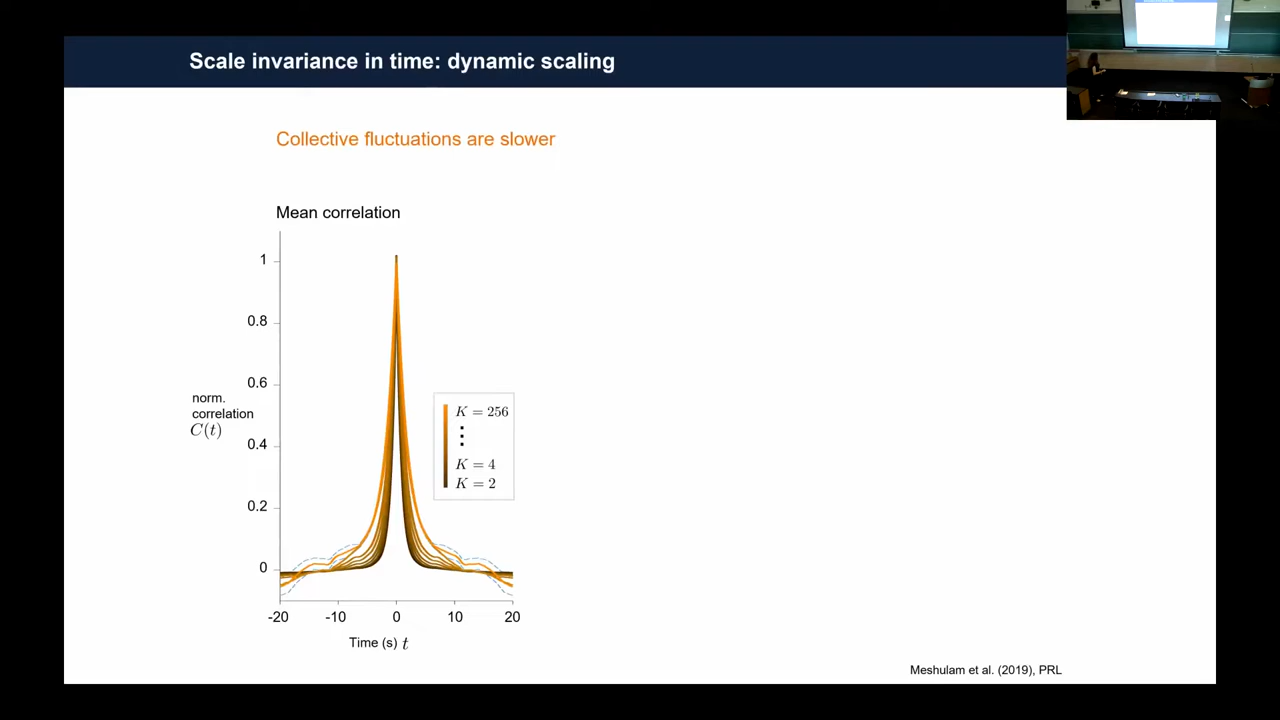 Scale invariance in time: dynamic scaling
Collective fluctuations are slower
Mean correlation
1
0.8
0.6
0.4
0.2
0
norm.
correlation
C(t)
K = 256
⋮
K = 4
K = 2
-20 -10 0 10 20
Time (s) t
Meshulam et al. (2019), PRL